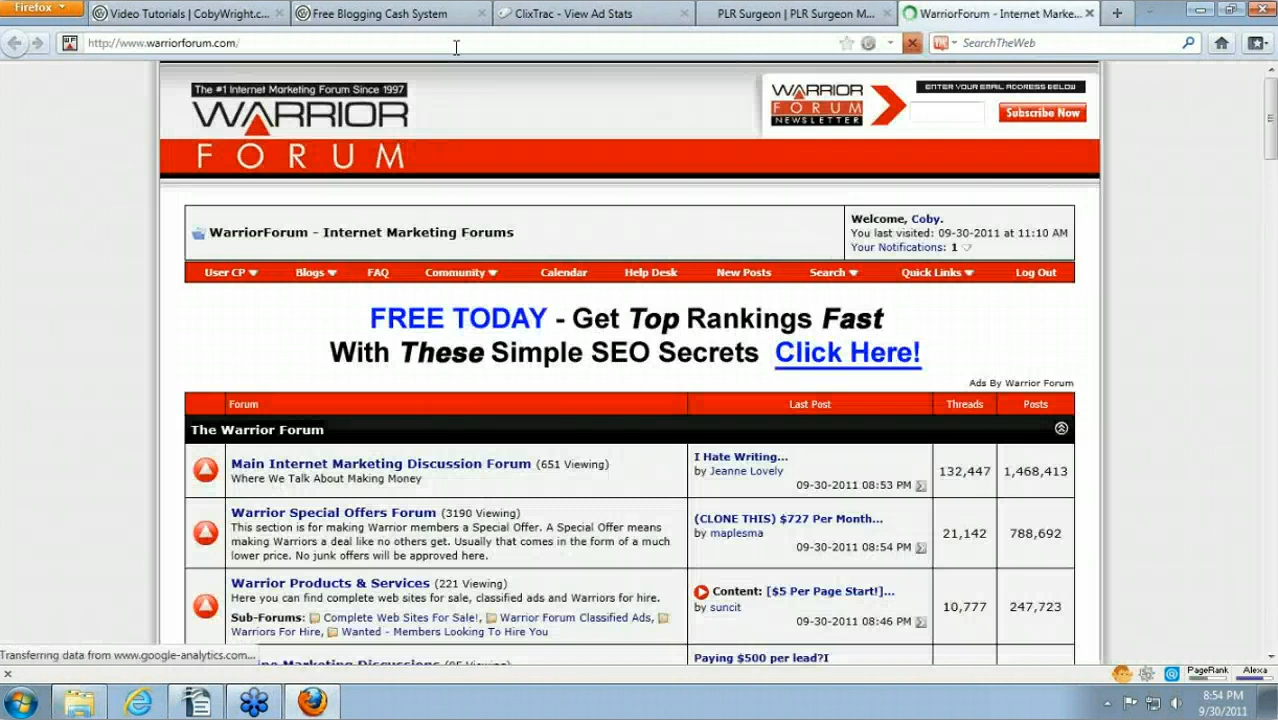 Firefox
Video Tutorials | CobyWright.c...
Free Blogging Cash System
ClixTrac - View Ad Stats
PLR Surgeon | PLR Surgeon M...
WarriorForum - Internet Marke...
http://www.warriorforum.com/
SearchTheWeb
The #1 Internet Marketing Forum Since 1997
WARRIOR
FORUM
WARRIOR
FORUM
NEWSLETTER
ENTER YOUR EMAIL ADDRESS BELOW
Subscribe Now
WarriorForum - Internet Marketing Forums
Welcome, Coby.
You last visited: 09-30-2011 at 11:10 AM
Your Notifications: 1
User CP Blogs FAQ Community Calendar Help Desk New Posts Search Quick Links Log Out
FREE TODAY - Get Top Rankings Fast
With These Simple SEO Secrets Click Here!
Ads By Warrior Forum
Forum Last Post Threads Posts
The Warrior Forum
Main Internet Marketing Discussion Forum (651 Viewing)
Where We Talk About Making Money
I Hate Writing...
by Jeanne Lovely
09-30-2011 08:53 PM
132,447 1,468,413
Warrior Special Offers Forum (3190 Viewing)
This section is for making Warrior members a Special Offer. A Special Offer means
making Warriors a deal like no others get. Usually that comes in the form of a much
lower price. No junk offers will be approved here.
(CLONE THIS) $727 Per Month...
by maplesma
09-30-2011 08:54 PM
21,142 788,692
Warrior Products & Services (221 Viewing)
Here you can find complete web sites for sale, classified ads and Warriors for hire.
Sub-Forums: Complete Web Sites For Sale!, Warrior Forum Classified Ads,
Warriors For Hire, Wanted - Members Looking To Hire You
Content: [$5 Per Page Start!]...
by suncit
09-30-2011 08:46 PM
10,777 247,723
Paying $500 per lead?I
Transferring data from www.google-analytics.com...
PageRank
Alexa
8:54 PM
9/30/2011